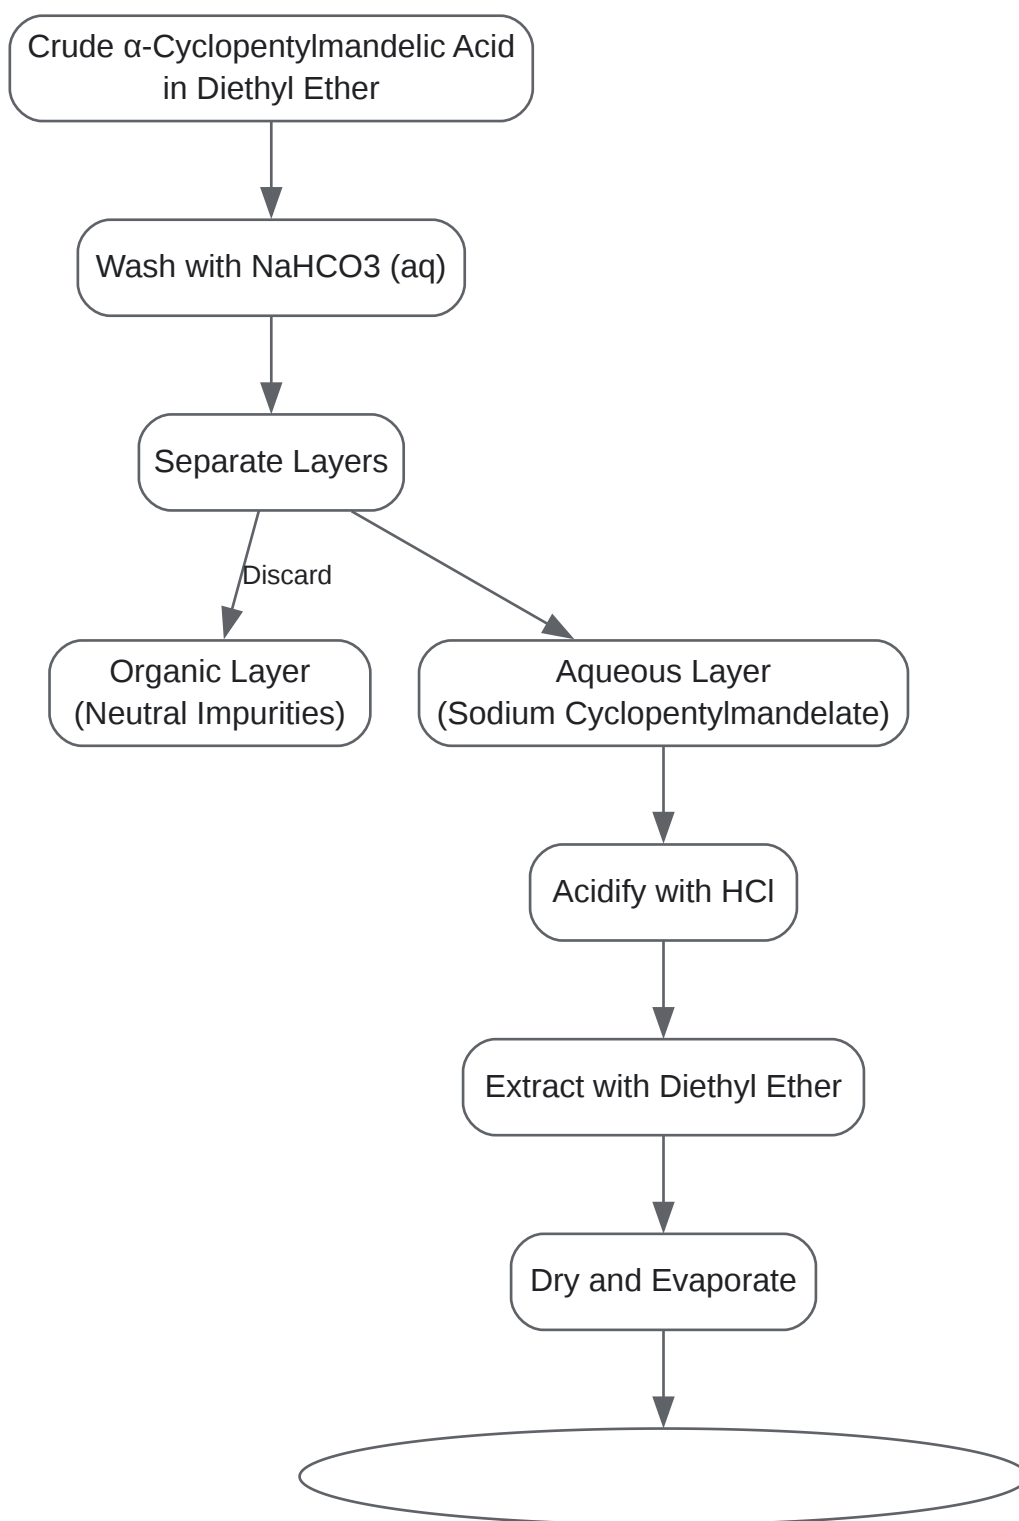 Crude α-Cyclopentylmandelic Acid
in Diethyl Ether
Wash with NaHCO3 (aq)
Separate Layers
Discard
Organic Layer
(Neutral Impurities)
Aqueous Layer
(Sodium Cyclopentylmandelate)
Acidify with HCl
Extract with Diethyl Ether
Dry and Evaporate